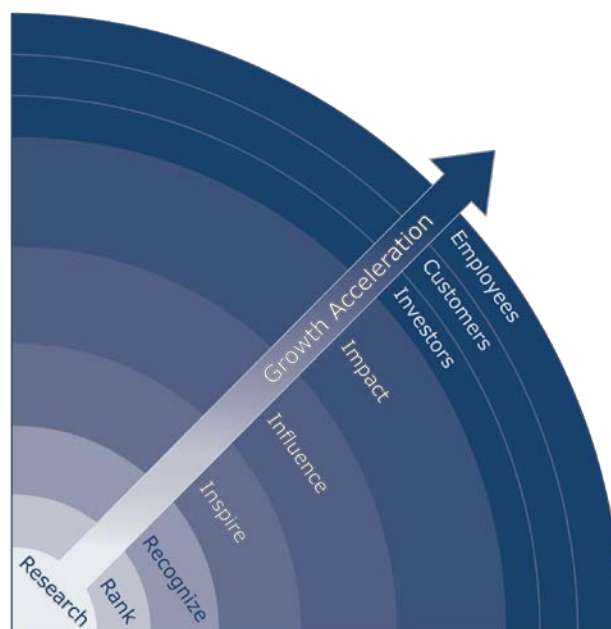 Growth Acceleration
Employees
Customers
Investors
Impact
Influence
Inspire
Recognize
Rank
Research